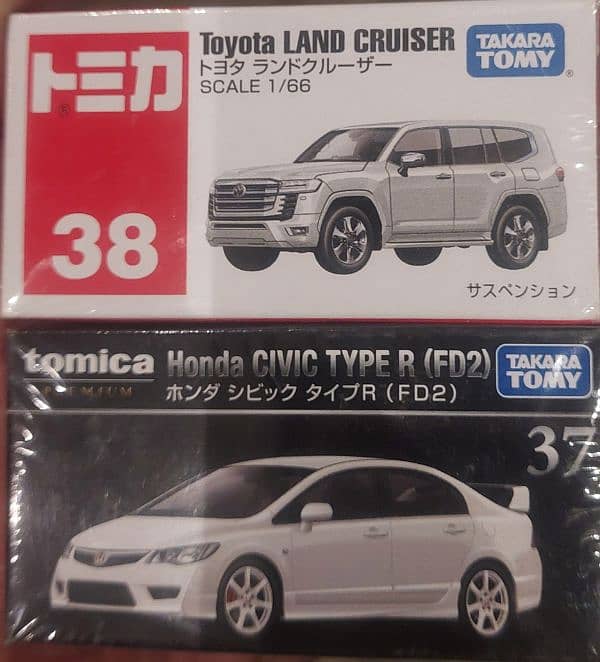 トミカ®
38
Toyota LAND CRUISER
トヨタ ランドクルーザー
SCALE 1/66
TAKARA
TOMY®
サスペンション
tomica
PREMIUM
Honda CIVIC TYPE R (FD2)
ホンダ シビック タイプR(FD2)
TAKARA
TOMY
37